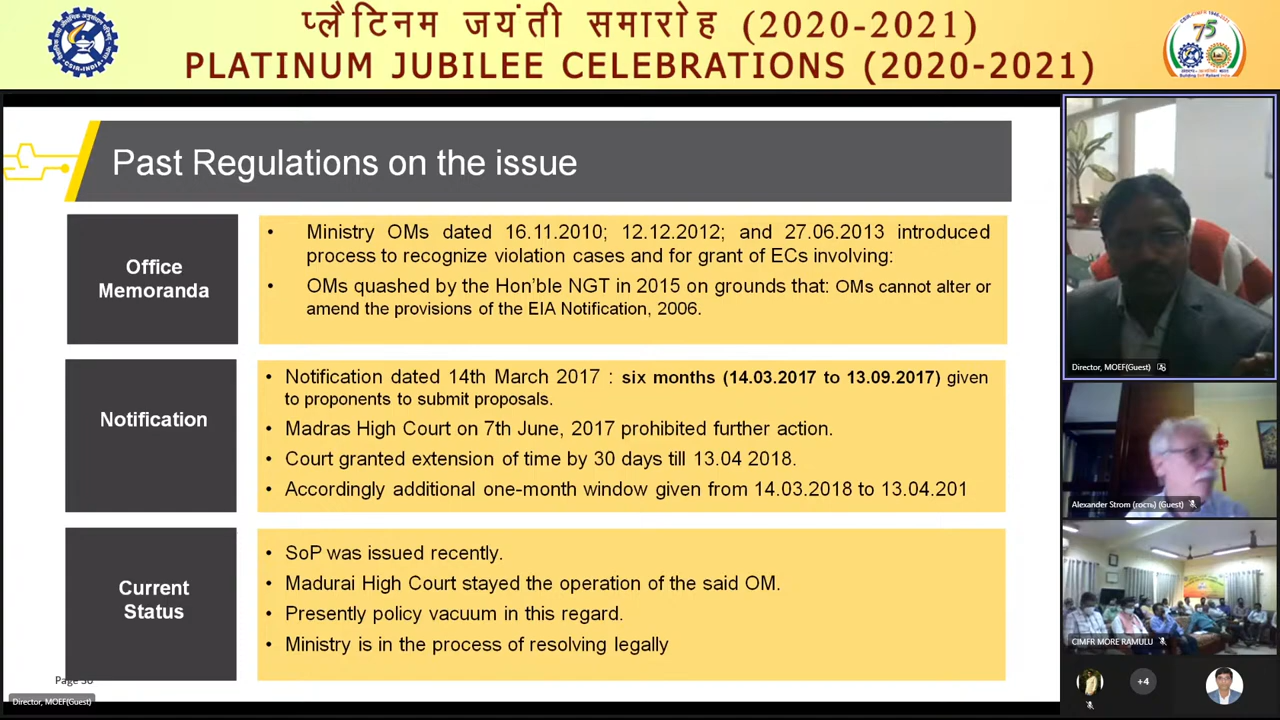 प्लैटिनम जयंती समारोह (2020-2021)
PLATINUM JUBILEE CELEBRATIONS (2020-2021)
CSIR-INDIA
75
Past Regulations on the issue
Office
Memoranda
• Ministry OMs dated 16.11.2010; 12.12.2012; and 27.06.2013 introduced
process to recognize violation cases and for grant of ECs involving:
• OMs quashed by the Hon'ble NGT in 2015 on grounds that: OMs cannot alter or
amend the provisions of the EIA Notification, 2006.
Notification
• Notification dated 14th March 2017 : six months (14.03.2017 to 13.09.2017) given
to proponents to submit proposals.
• Madras High Court on 7th June, 2017 prohibited further action.
• Court granted extension of time by 30 days till 13.04 2018.
• Accordingly additional one-month window given from 14.03.2018 to 13.04.201
Current
Status
• SoP was issued recently.
• Madurai High Court stayed the operation of the said OM.
• Presently policy vacuum in this regard.
• Ministry is in the process of resolving legally
Page
Director, MOEF(Guest)
Director, MOEF(Guest)
Alexander Strom (гость) (Guest)
CIMFR MORE RAMULU
+4